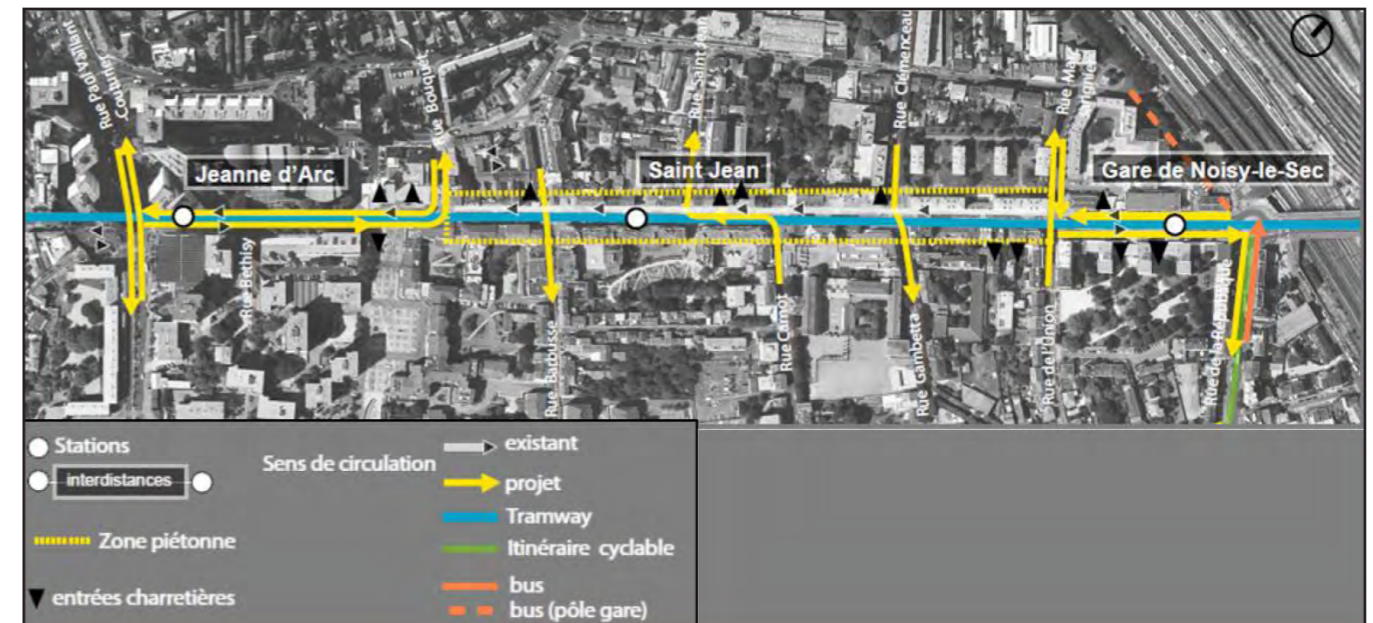 Rue Paul Vaillant
Couturier
Rue Bouquet
Rue Saint Jean
Rue Clémenceau
Rue Marc
Jeanne d'Arc
Saint Jean
Gare de Noisy-le-Sec
Rue Béthisy
Rue Barbusse
Rue Carnot
Rue Gambetta
Rue de l'Union
Rue de la République
Stations
interdistances
Zone piétonne
entrées charretières
Sens de circulation
existant
projet
Tramway
Itinéraire cyclable
bus
bus (pôle gare)